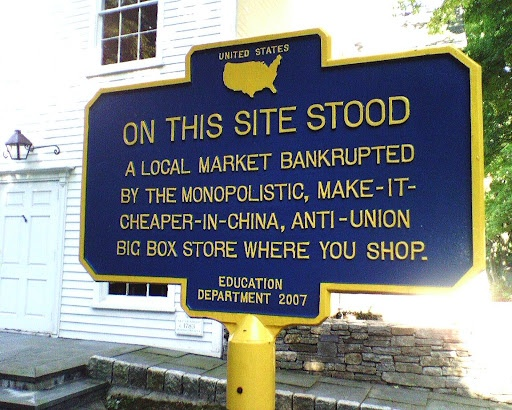 UNITED STATES
ON THIS SITE STOOD
A LOCAL MARKET BANKRUPTED
BY THE MONOPOLISTIC, MAKE-IT-
CHEAPER-IN-CHINA, ANTI-UNION
BIG BOX STORE WHERE YOU SHOP.
EDUCATION
DEPARTMENT 2007